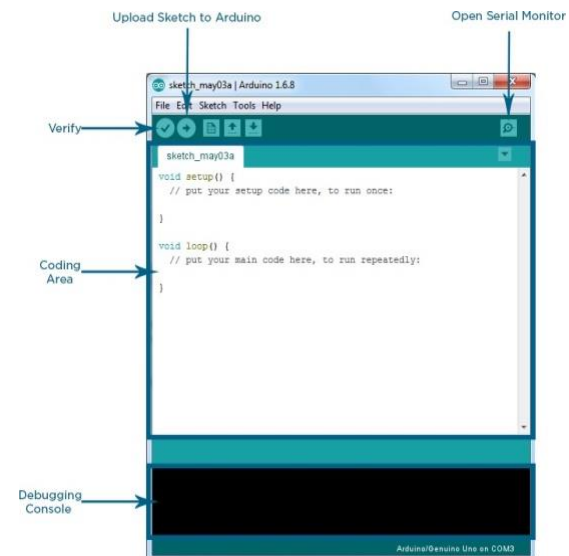 Upload Sketch to Arduino
Open Serial Monitor
sketch_may03a | Arduino 1.6.8
File Edit Sketch Tools Help
Verify
sketch_may03a
void setup() {
// put your setup code here, to run once:
}
void loop() {
// put your main code here, to run repeatedly:
}
Coding
Area
Debugging
Console
Arduino/Genuino Uno on COM3